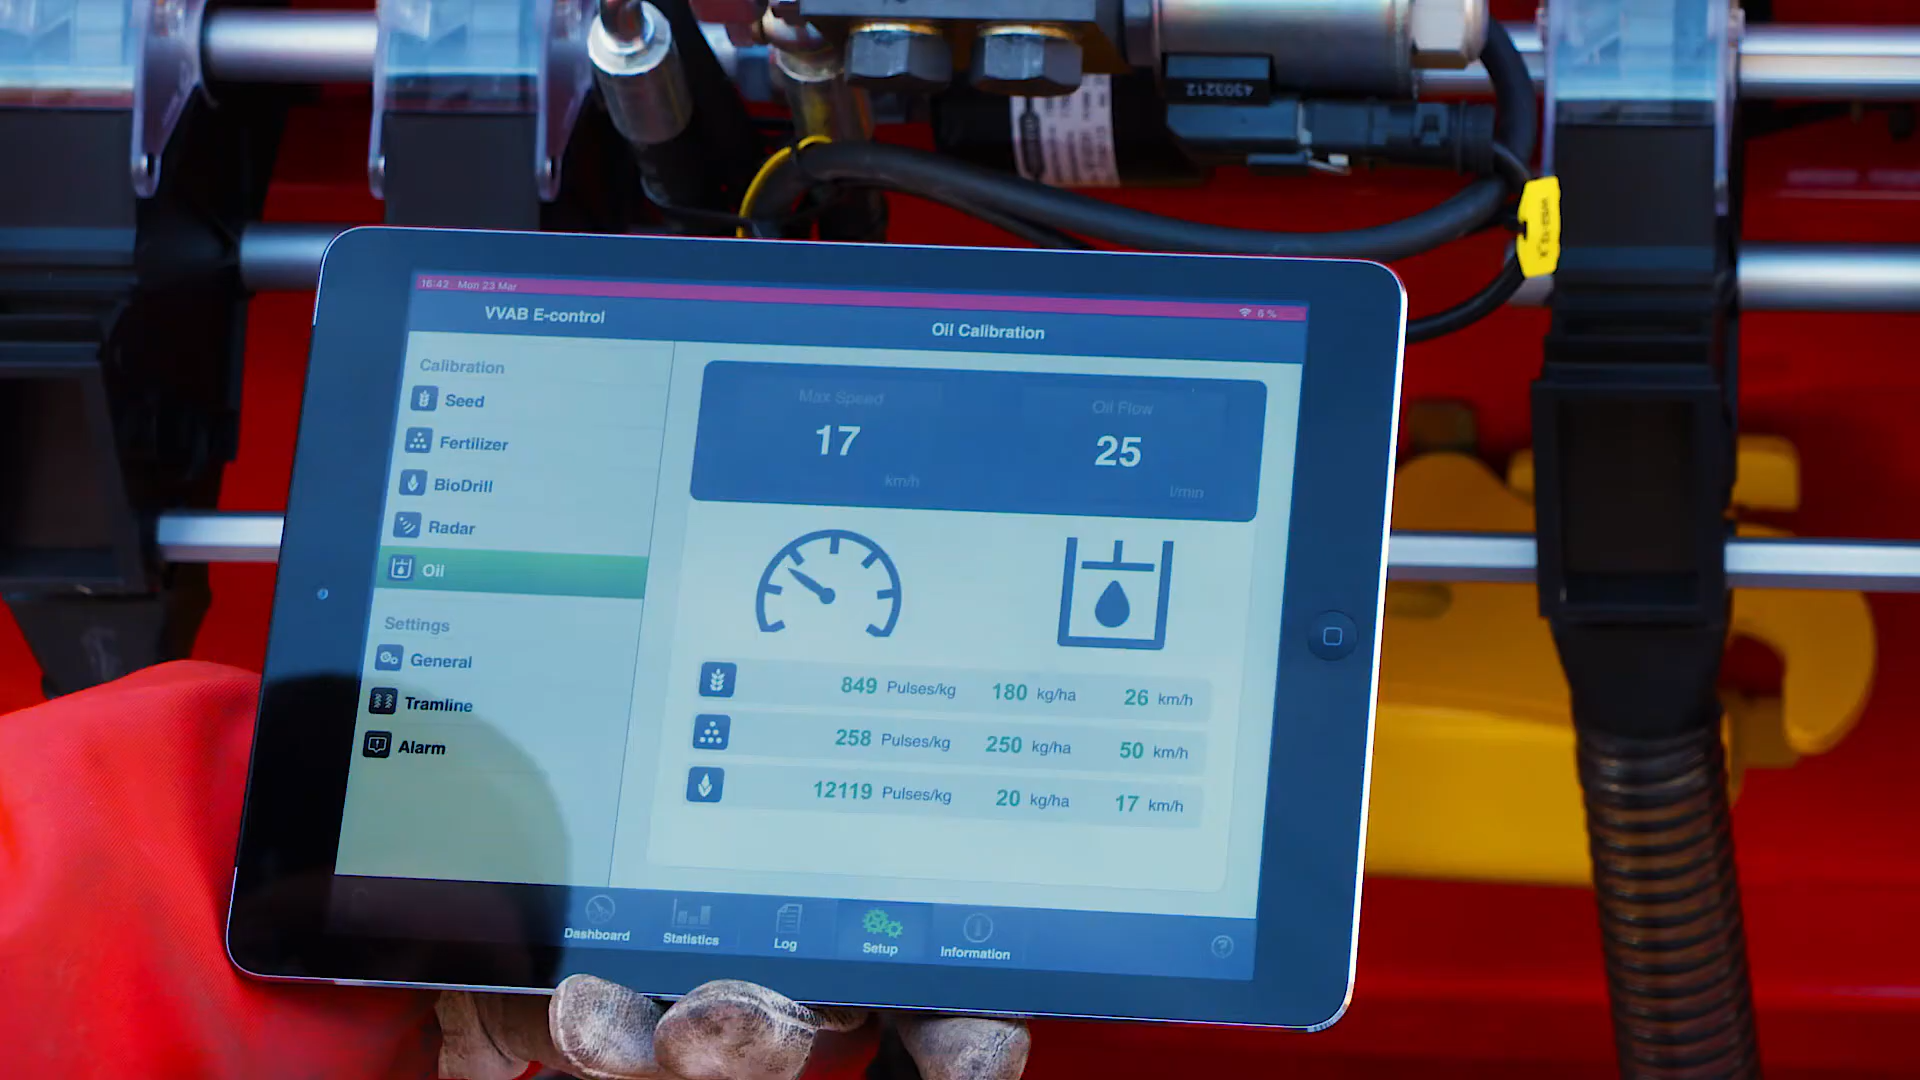 4303212
16:42 Mon 23 Mar
6 %
VVAB E-control
Oil Calibration
Calibration
Seed
Fertilizer
BioDrill
Radar
Oil
Settings
General
Tramline
Alarm
Max Speed
17
km/h
Oil Flow
25
l/min
849 Pulses/kg 180 kg/ha 26 km/h
258 Pulses/kg 250 kg/ha 50 km/h
12119 Pulses/kg 20 kg/ha 17 km/h
Dashboard
Statistics
Log
Setup
Information
?